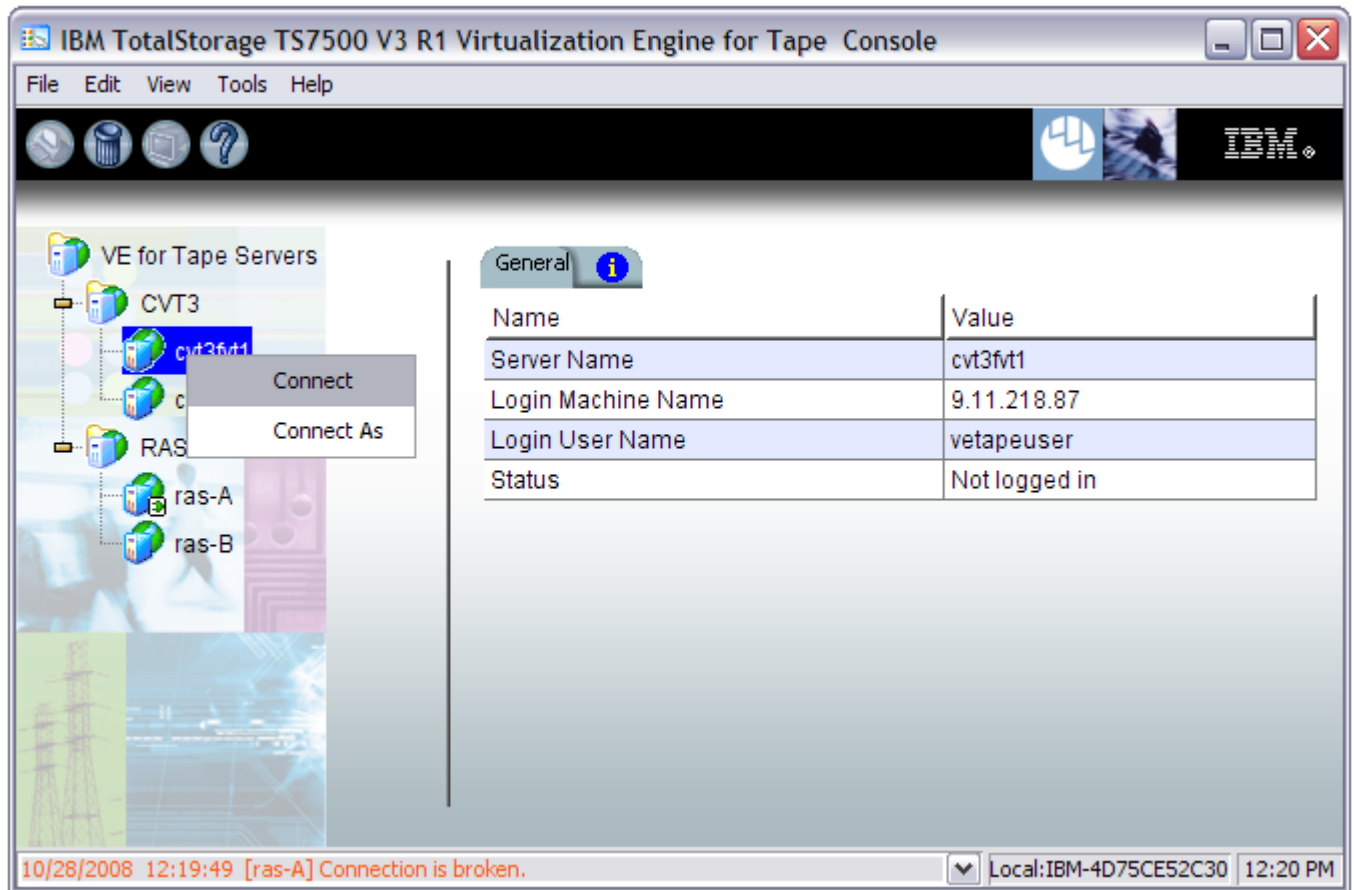 IBM TotalStorage TS7500 V3 R1 Virtualization Engine for Tape Console
File Edit View Tools Help
IBM
VE for Tape Servers
General
CVT3
Name Value
cvt3fvt1
Server Name cvt3fvt1
Connect
Login Machine Name 9.11.218.87
c
Connect As
Login User Name vetapeuser
RAS
Status Not logged in
ras-A
ras-B
10/28/2008 12:19:49 [ras-A] Connection is broken.
Local:IBM-4D75CE52C30 12:20 PM